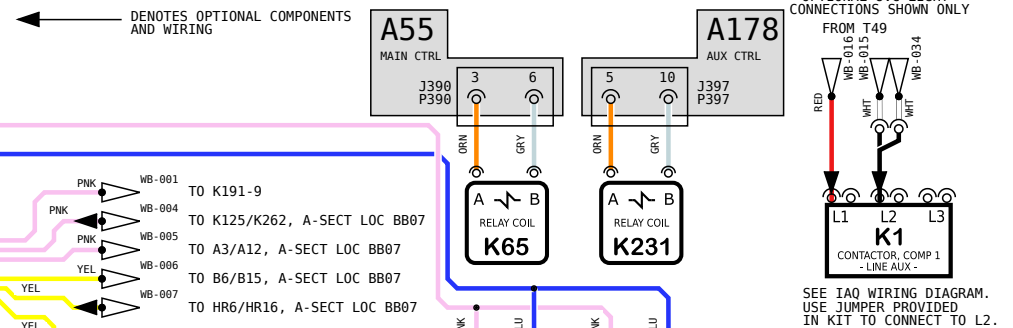 DENOTES OPTIONAL COMPONENTS
AND WIRING
A55
MAIN CTRL
3
6
J390
P390
ORN
GRY
A
B
RELAY COIL
K65
A178
AUX CTRL
5
10
J397
P397
ORN
GRY
A
B
RELAY COIL
K231
CONNECTIONS SHOWN ONLY
FROM T49
WB-016
WB-015
WB-034
RED
WHT
WHT
L1
L2
L3
K1
CONTACTOR, COMP 1
- LINE AUX -
SEE IAQ WIRING DIAGRAM.
USE JUMPER PROVIDED
IN KIT TO CONNECT TO L2.
PNK
WB-001
TO K191-9
PNK
WB-004
TO K125/K262, A-SECT LOC BB07
PNK
WB-005
TO A3/A12, A-SECT LOC BB07
YEL
WB-006
TO B6/B15, A-SECT LOC BB07
YEL
WB-007
TO HR6/HR16, A-SECT LOC BB07
YEL